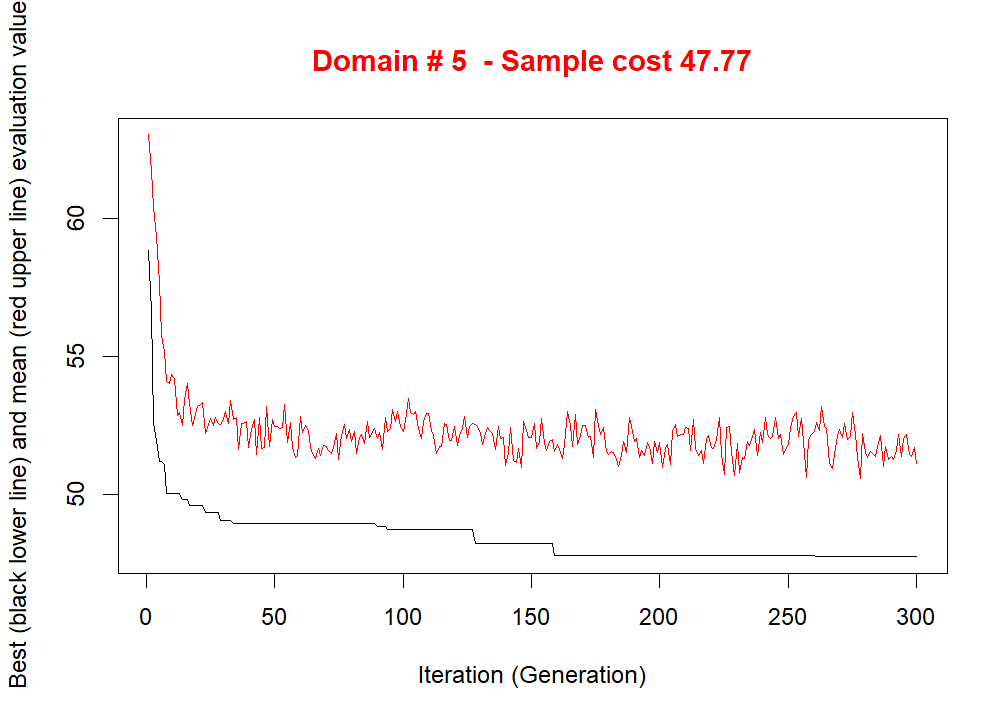 Domain # 5  - Sample cost 47.77
Best (black lower line) and mean (red upper line) evaluation value
60
55
50
0 50 100 150 200 250 300
Iteration (Generation)